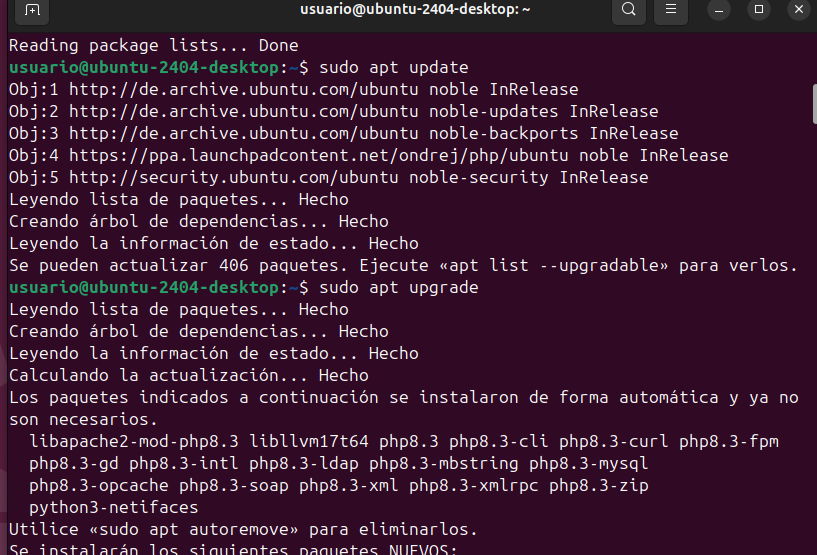 usuario@ubuntu-2404-desktop: ~
Reading package lists... Done
usuario@ubuntu-2404-desktop:~$ sudo apt update
Obj:1 http://de.archive.ubuntu.com/ubuntu noble InRelease
Obj:2 http://de.archive.ubuntu.com/ubuntu noble-updates InRelease
Obj:3 http://de.archive.ubuntu.com/ubuntu noble-backports InRelease
Obj:4 https://ppa.launchpadcontent.net/ondrej/php/ubuntu noble InRelease
Obj:5 http://security.ubuntu.com/ubuntu noble-security InRelease
Leyendo lista de paquetes... Hecho
Creando árbol de dependencias... Hecho
Leyendo la información de estado... Hecho
Se pueden actualizar 406 paquetes. Ejecute «apt list --upgradable» para verlos.
usuario@ubuntu-2404-desktop:~$ sudo apt upgrade
Leyendo lista de paquetes... Hecho
Creando árbol de dependencias... Hecho
Leyendo la información de estado... Hecho
Calculando la actualización... Hecho
Los paquetes indicados a continuación se instalaron de forma automática y ya no
son necesarios.
  libapache2-mod-php8.3 libllvm17t64 php8.3 php8.3-cli php8.3-curl php8.3-fpm
  php8.3-gd php8.3-intl php8.3-ldap php8.3-mbstring php8.3-mysql
  php8.3-opcache php8.3-soap php8.3-xml php8.3-xmlrpc php8.3-zip
  python3-netifaces
Utilice «sudo apt autoremove» para eliminarlos.
Se instalarán los siguientes paquetes NUEVOS: